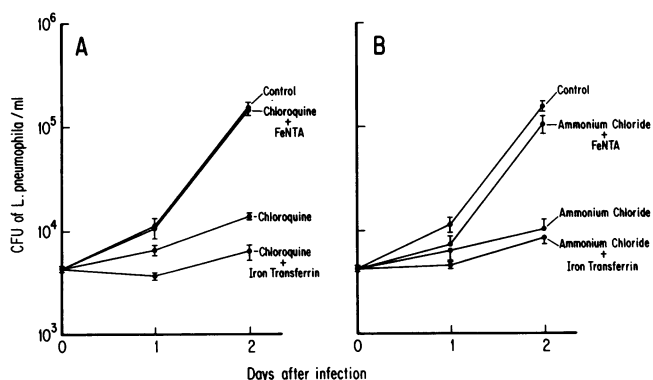 A
B
10^6
10^5
10^4
10^3
CFU of L. pneumophila/ml
Control
Chloroquine
+
FeNTA
Chloroquine
Chloroquine
+
Iron Transferrin
0
1
2
Control
Ammonium Chloride
+
FeNTA
Ammonium Chloride
Ammonium Chloride
+
Iron Transferrin
0
1
2
Days after infection